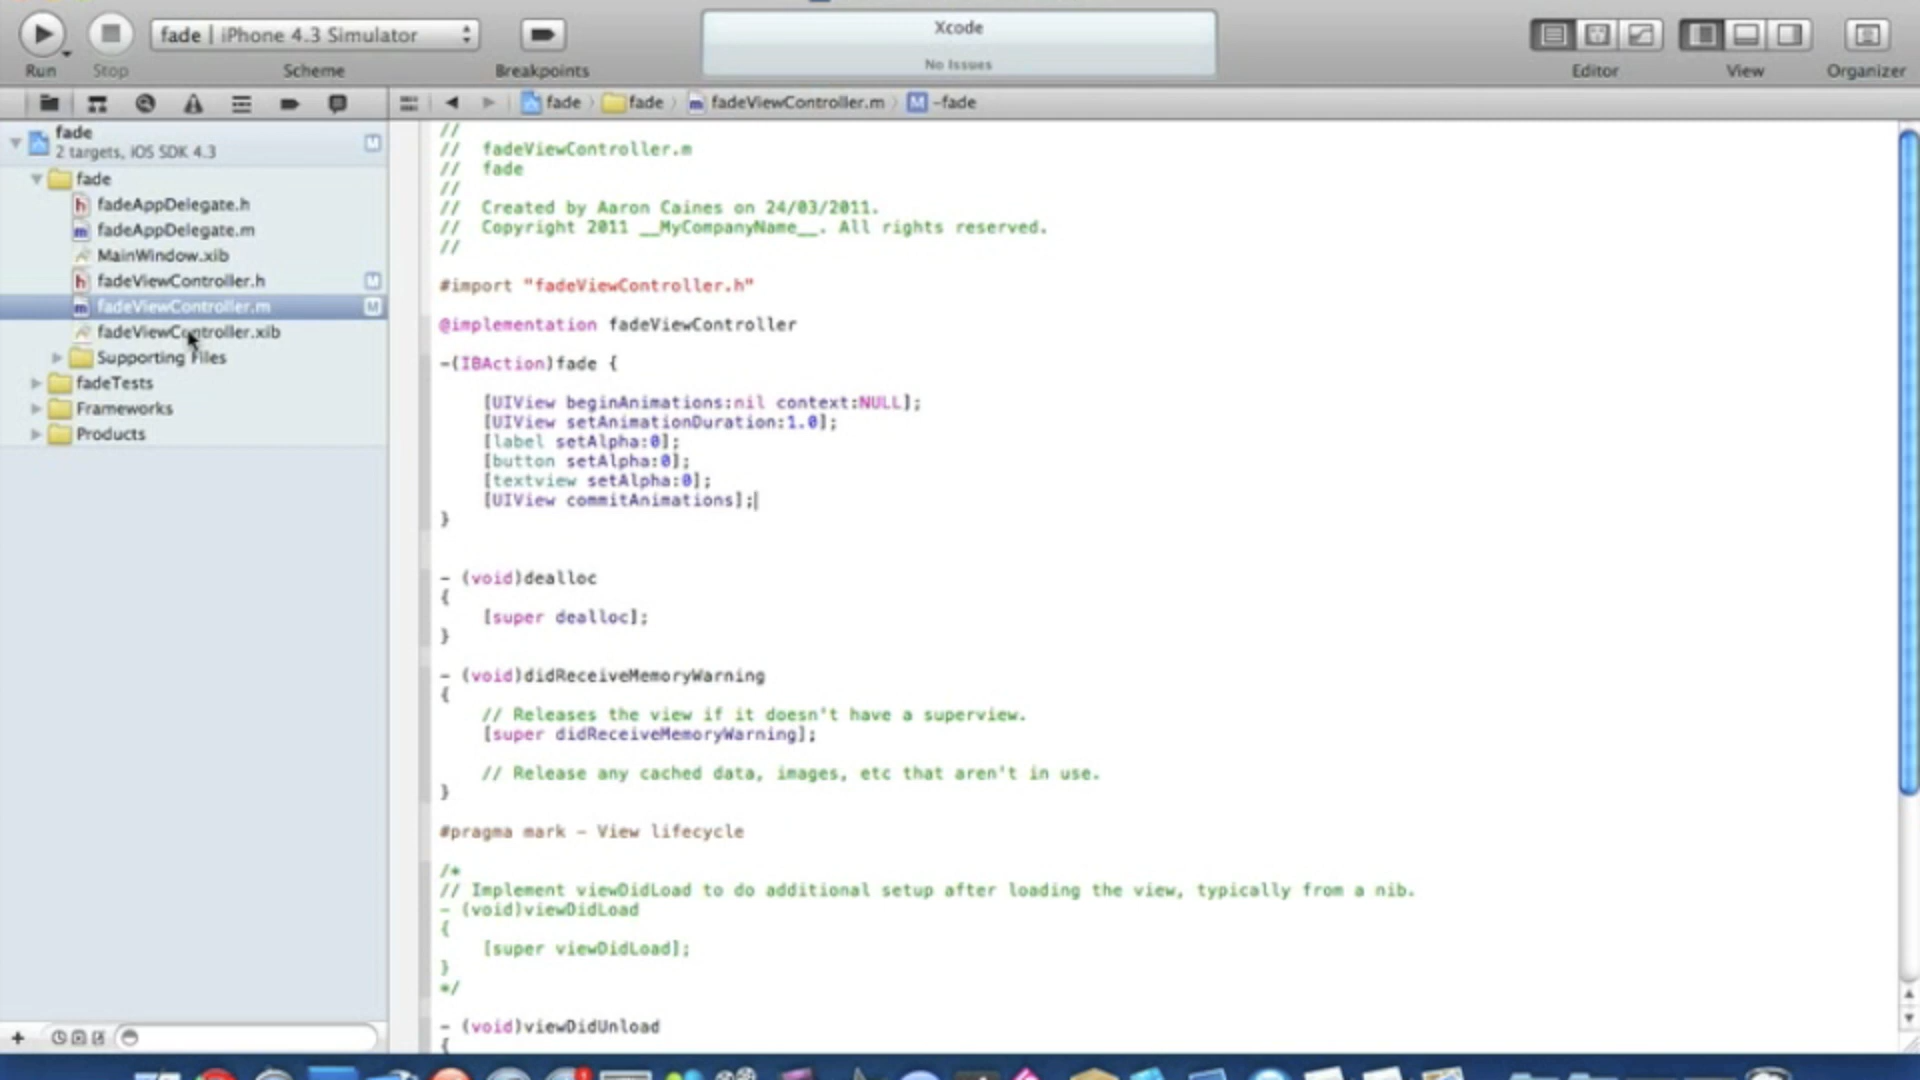 fade | iPhone 4.3 Simulator
Xcode
No Issues
Run
Stop
Scheme
Breakpoints
Editor
View
Organizer
fade
fade
fadeViewController.m
M
-fade
fade
M
2 targets, iOS SDK 4.3
fade
h fadeAppDelegate.h
m fadeAppDelegate.m
MainWindow.xib
h fadeViewController.h M
m fadeViewController.m M
fadeViewController.xib
Supporting Files
fadeTests
Frameworks
Products
//
// fadeViewController.m
// fade
//
// Created by Aaron Caines on 24/03/2011.
// Copyright 2011 __MyCompanyName__. All rights reserved.
//
#import "fadeViewController.h"
@implementation fadeViewController
-(IBAction)fade {
[UIView beginAnimations:nil context:NULL];
[UIView setAnimationDuration:1.0];
[label setAlpha:0];
[button setAlpha:0];
[textview setAlpha:0];
[UIView commitAnimations];
}
- (void)dealloc
{
[super dealloc];
}
- (void)didReceiveMemoryWarning
{
// Releases the view if it doesn't have a superview.
[super didReceiveMemoryWarning];
// Release any cached data, images, etc that aren't in use.
}
#pragma mark - View lifecycle
/*
// Implement viewDidLoad to do additional setup after loading the view, typically from a nib.
- (void)viewDidLoad
{
[super viewDidLoad];
}
*/
- (void)viewDidUnload
{